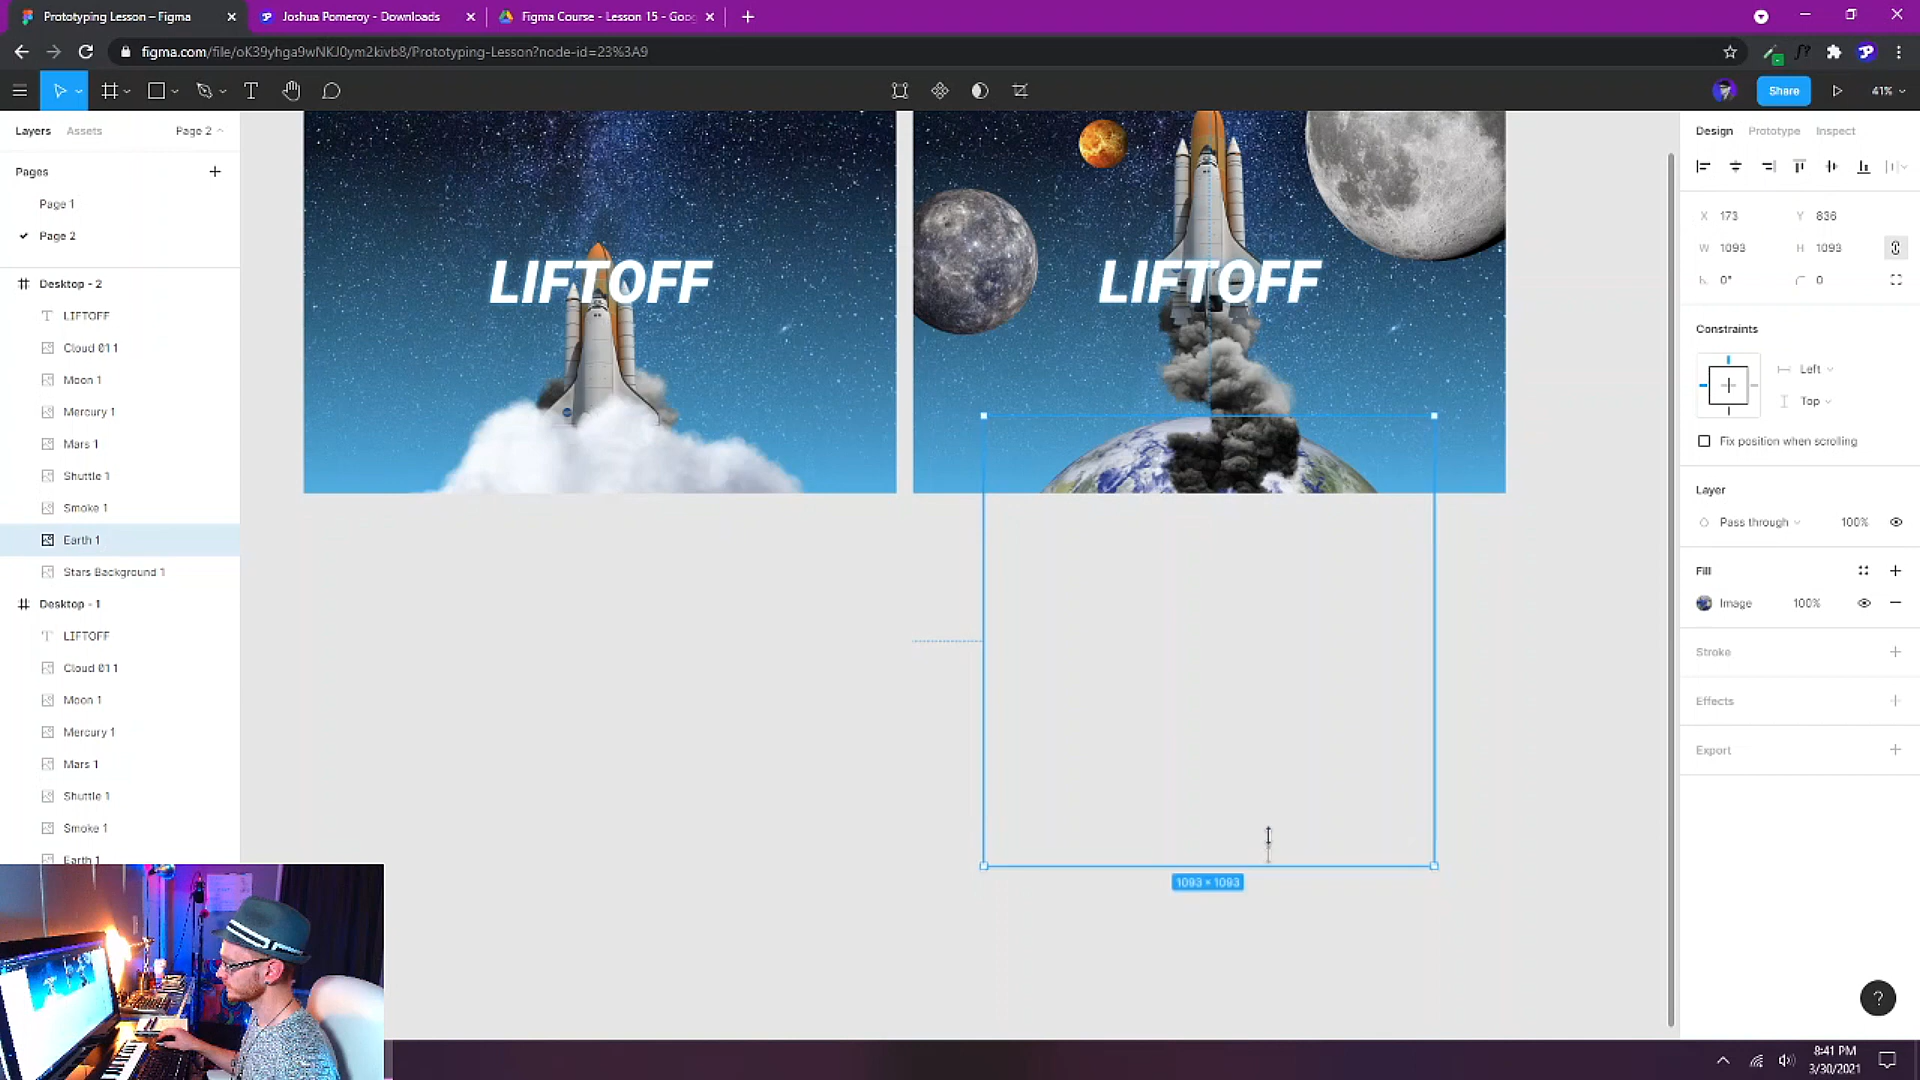 Prototyping Lesson – Figma
Joshua Pomeroy - Downloads
Figma Course - Lesson 15 - Goo
figma.com/file/oK39yhga9wNKJ0ym2kivb8/Prototyping-Lesson?node-id=23%3A9
Share
41%
Layers
Assets
Page 2
Pages
Page 1
Page 2
Desktop - 2
LIFTOFF
Cloud 01 1
Moon 1
Mercury 1
Mars 1
Shuttle 1
Smoke 1
Earth 1
Stars Background 1
Desktop - 1
LIFTOFF
Cloud 01 1
Moon 1
Mercury 1
Mars 1
Shuttle 1
Smoke 1
Earth 1
LIFTOFF
LIFTOFF
1093 × 1093
Design
Prototype
Inspect
X 173
Y 836
W 1093
H 1093
0°
0
Constraints
Left
Top
Fix position when scrolling
Layer
Pass through
100%
Fill
Image
100%
Stroke
Effects
Export
?
8:41 PM
3/30/2021